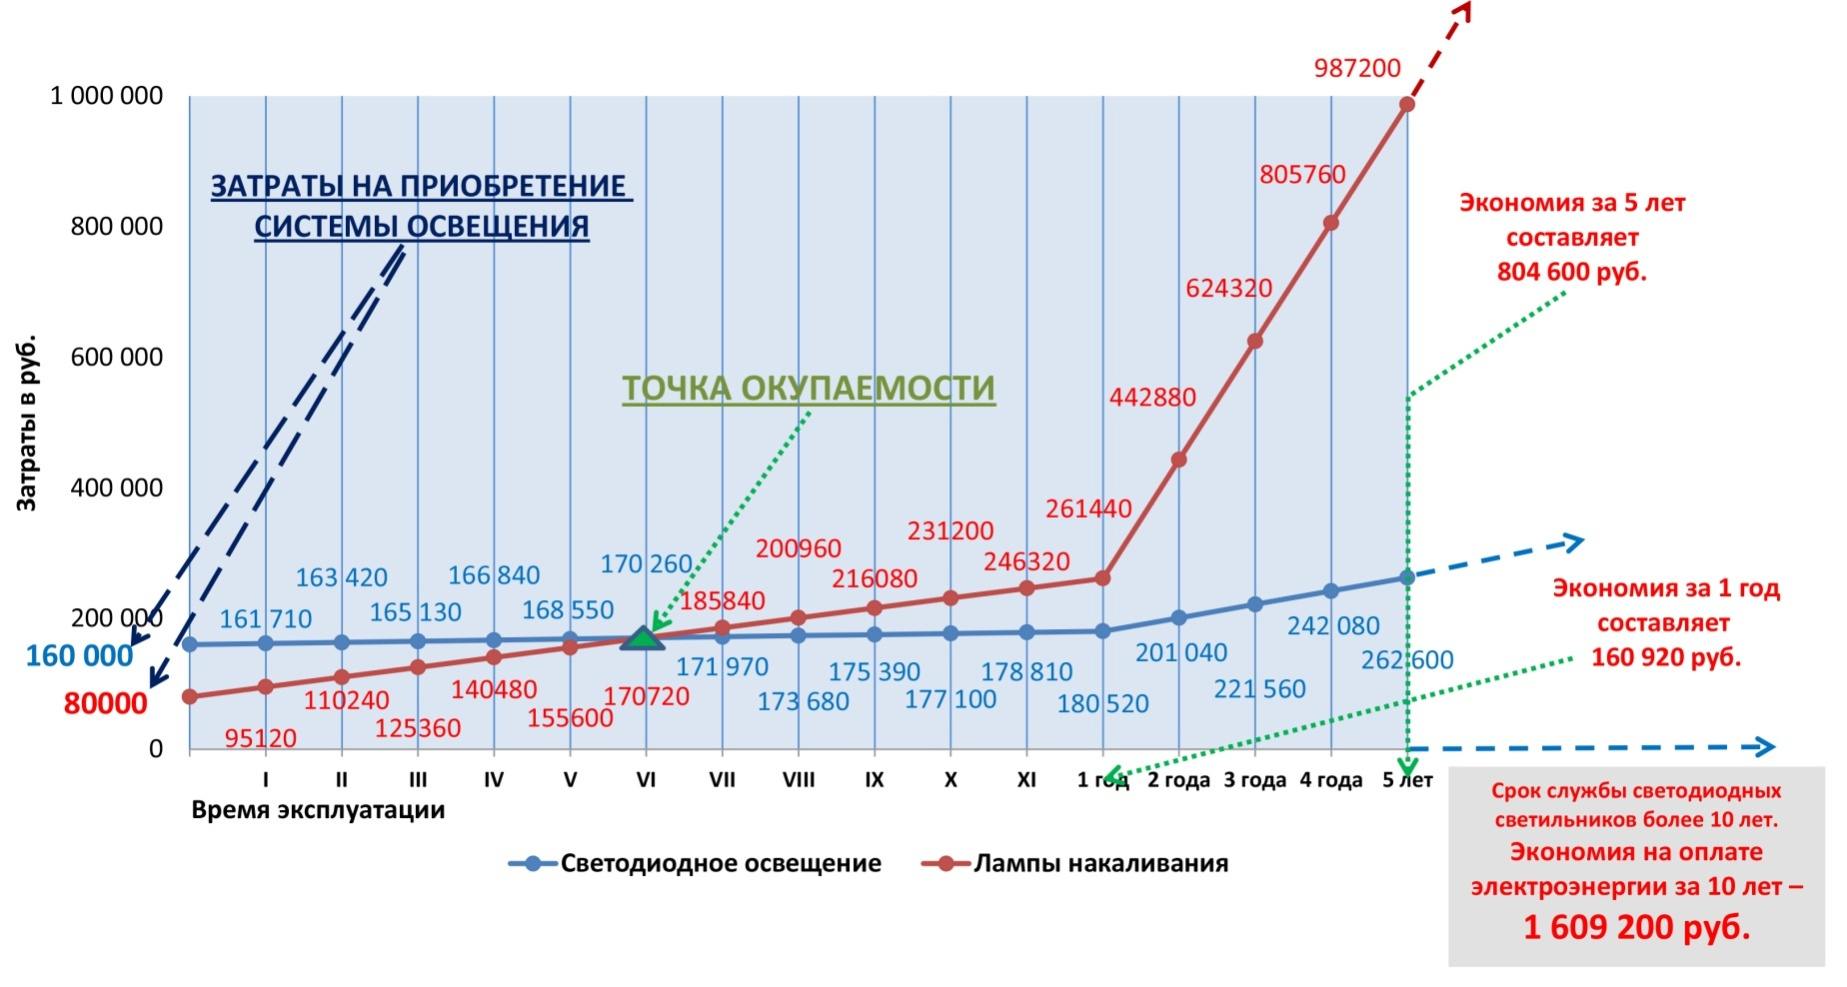 987200
1 000 000
805760
ЗАТРАТЫ НА ПРИОБРЕТЕНИЕ
СИСТЕМЫ ОСВЕЩЕНИЯ
Экономия за 5 лет
составляет
804 600 руб.
800 000
624320
Затраты в руб.
600 000
ТОЧКА ОКУПАЕМОСТИ
442880
400 000
261440
231200
200960
246320
170 260
163 420
166 840
216080
185840
161 710
165 130
168 550
200 000
Экономия за 1 год
составляет
160 920 руб.
242 080
201 040
262 600
160 000
171 970
175 390
178 810
221 560
80000
110240
140480
170720
173 680
177 100
180 520
95120
125360
155600
0
I II III IV V VI VII VIII IX X XI 1 год 2 года 3 года 4 года 5 лет
Время эксплуатации
Светодиодное освещение Лампы накаливания
Срок службы светодиодных
светильников более 10 лет.
Экономия на оплате
электроэнергии за 10 лет –
1 609 200 руб.